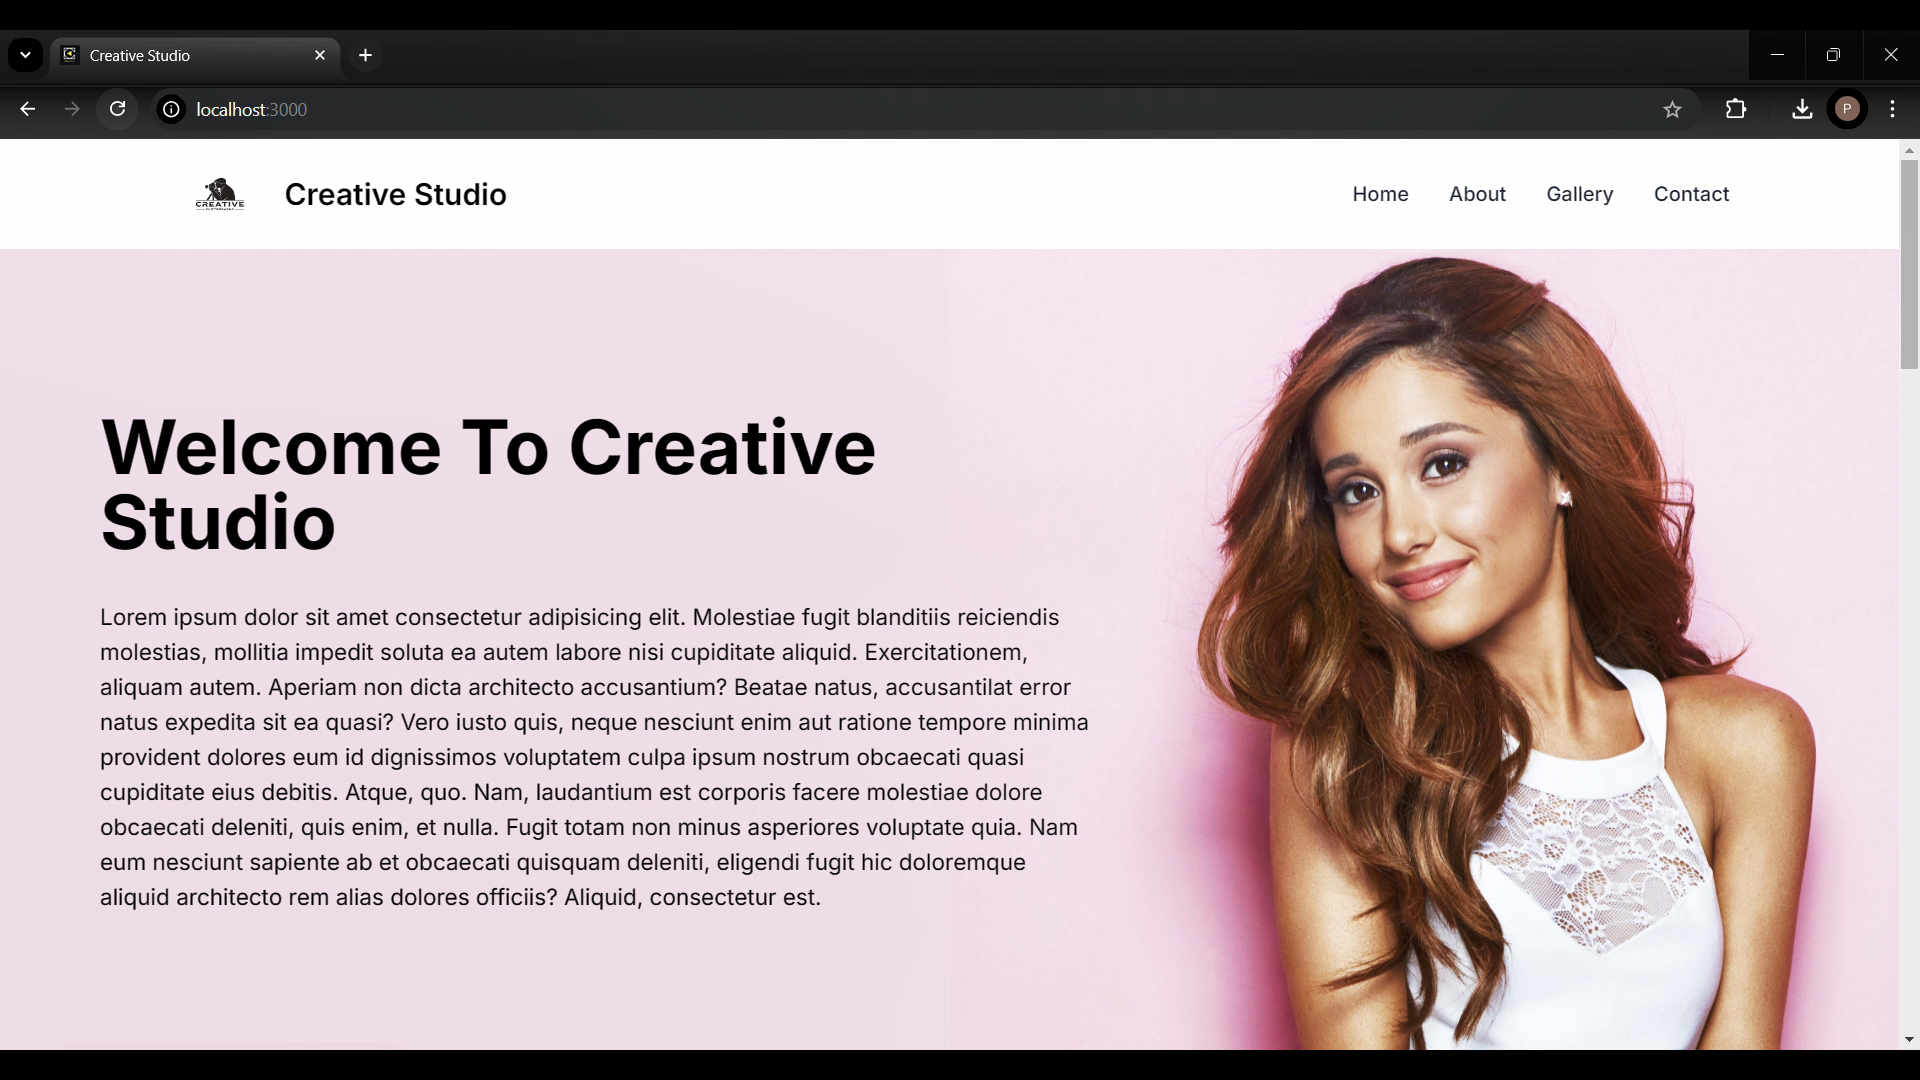 Creative Studio
localhost:3000
P
CREATIVE
Creative Studio
Home About Gallery Contact
Welcome To Creative
Studio
Lorem ipsum dolor sit amet consectetur adipisicing elit. Molestiae fugit blanditiis reiciendis
molestias, mollitia impedit soluta ea autem labore nisi cupiditate aliquid. Exercitationem,
aliquam autem. Aperiam non dicta architecto accusantium? Beatae natus, accusantilat error
natus expedita sit ea quasi? Vero iusto quis, neque nesciunt enim aut ratione tempore minima
provident dolores eum id dignissimos voluptatem culpa ipsum nostrum obcaecati quasi
cupiditate eius debitis. Atque, quo. Nam, laudantium est corporis facere molestiae dolore
obcaecati deleniti, quis enim, et nulla. Fugit totam non minus asperiores voluptate quia. Nam
eum nesciunt sapiente ab et obcaecati quisquam deleniti, eligendi fugit hic doloremque
aliquid architecto rem alias dolores officiis? Aliquid, consectetur est.